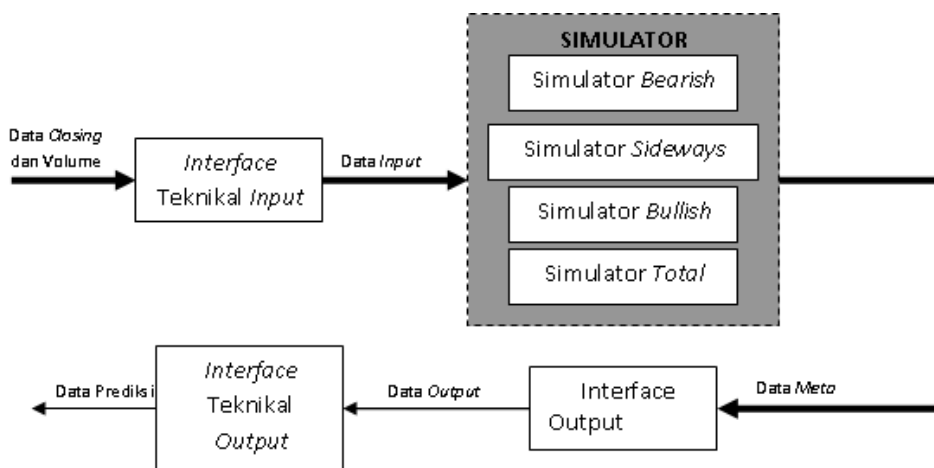 SIMULATOR
Simulator Bearish
Simulator Sideways
Simulator Bullish
Simulator Total
Data Closing
dan Volume
Interface
Teknikal Input
Data Input
Data Prediksi
Interface
Teknikal
Output
Data Output
Interface
Output
Data Meta